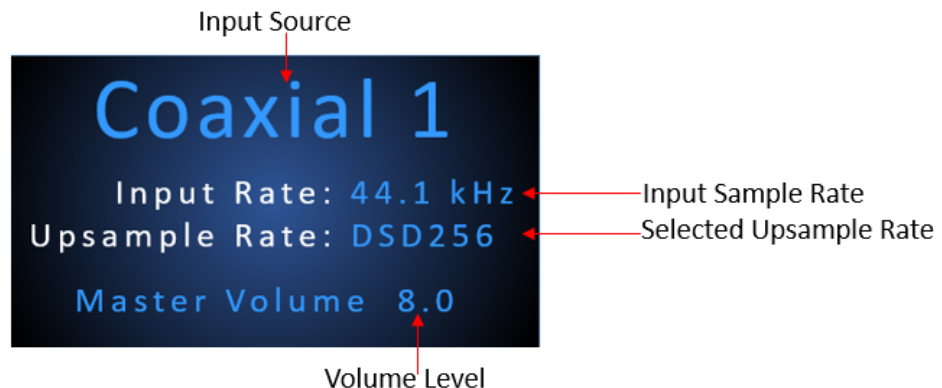 Input Source
Coaxial 1
Input Rate: 44.1 kHz
Input Sample Rate
Upsample Rate: DSD256
Selected Upsample Rate
Master Volume 8.0
Volume Level